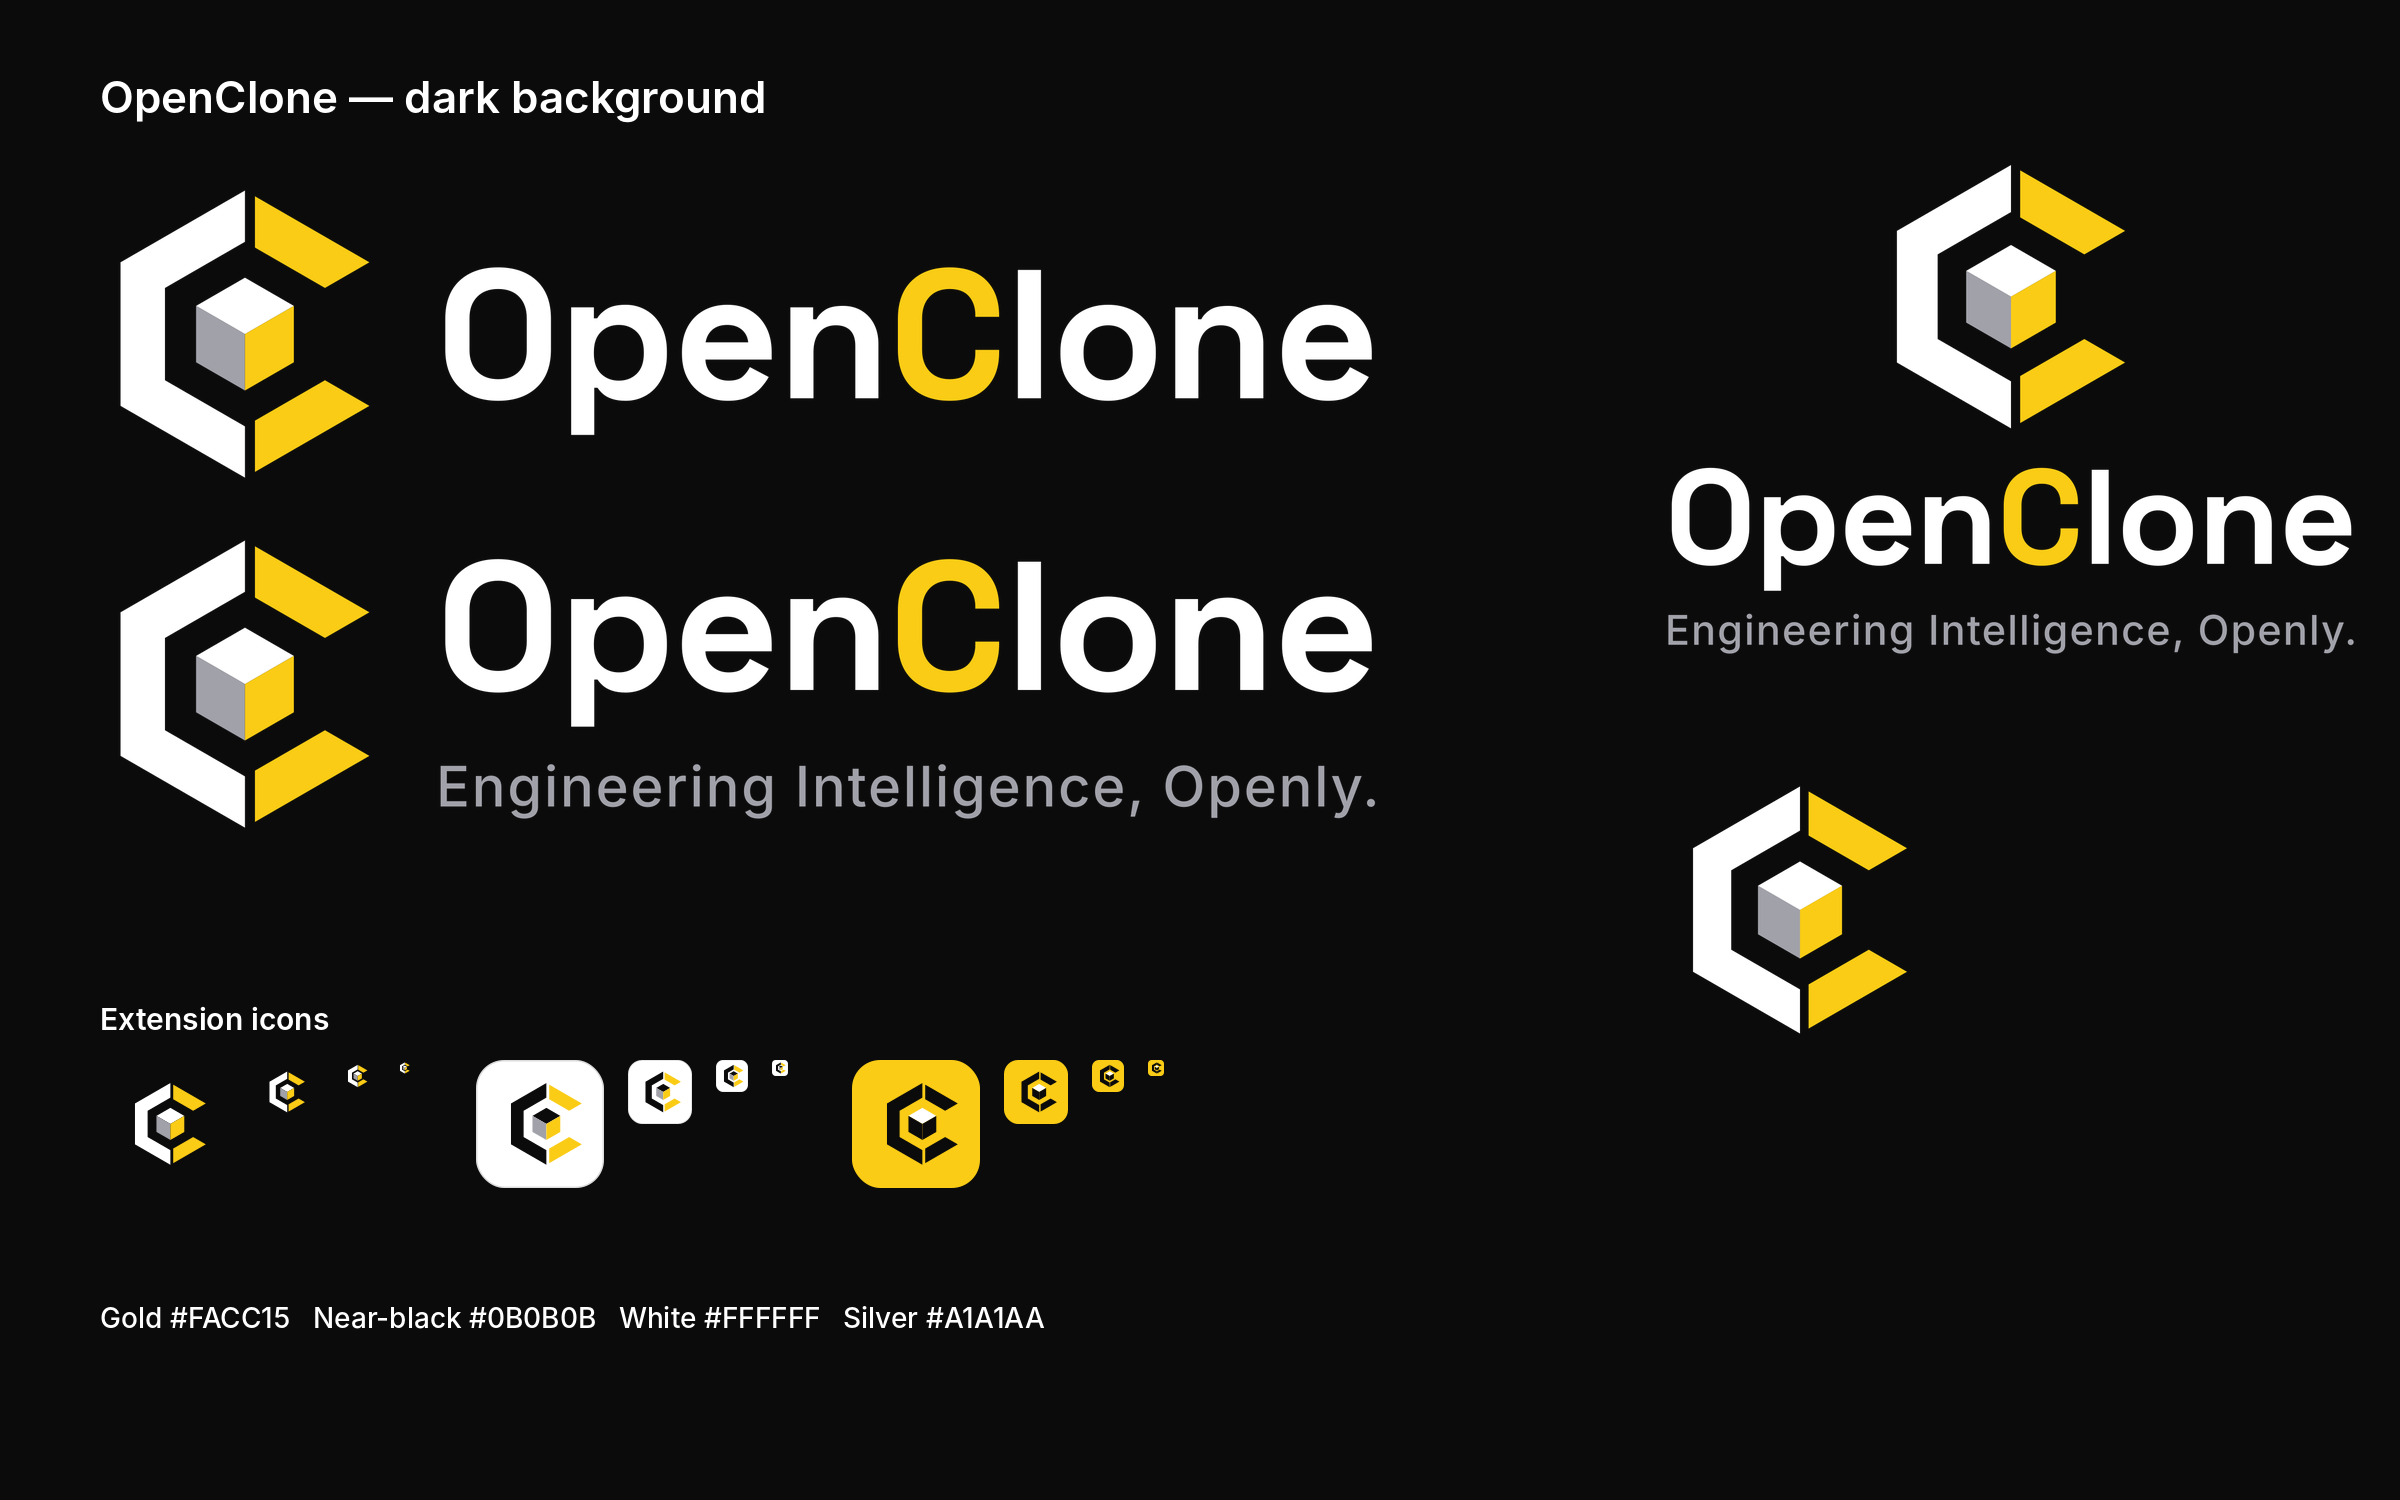 OpenClone — dark background
OpenClone
OpenClone
Engineering Intelligence, Openly.
OpenClone
Engineering Intelligence, Openly.
Extension icons
Gold #FACC15 Near-black #0B0B0B White #FFFFFF Silver #A1A1AA